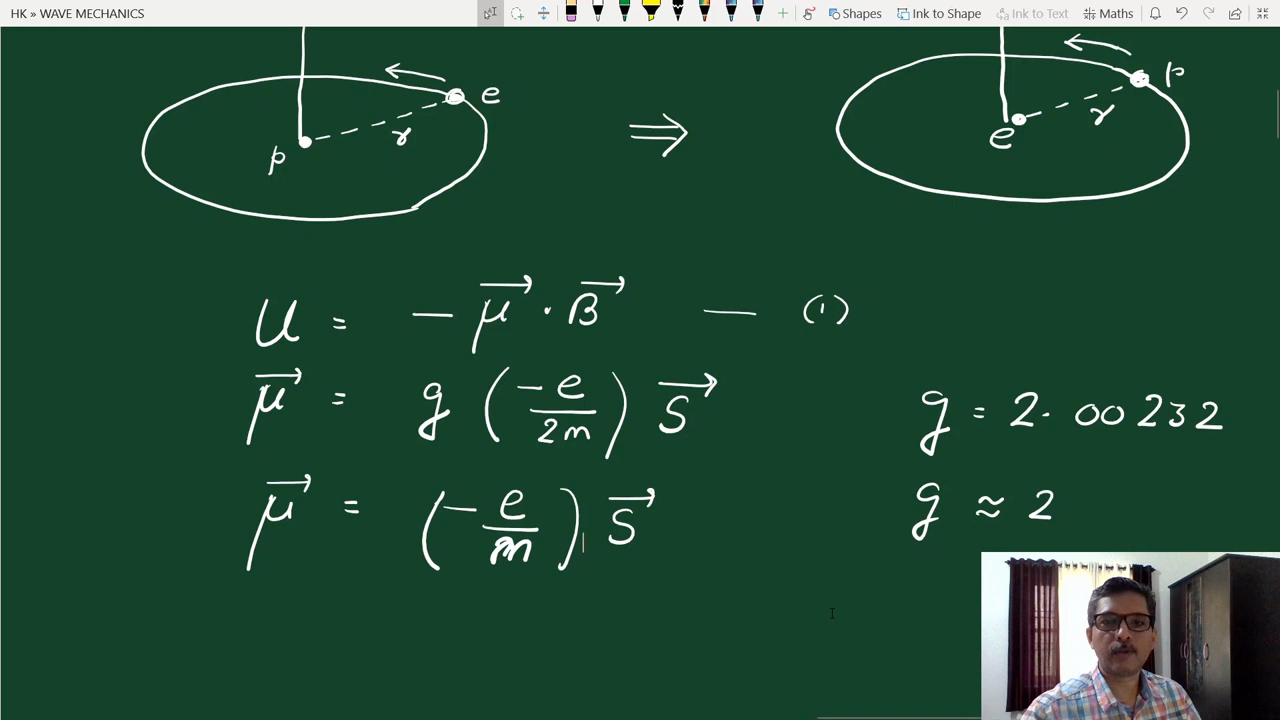 HK » WAVE MECHANICS
Shapes Ink to Shape Ink to Text Maths
e
r
p
⇒
p
r
e
U = − μ⃗ · B⃗ — (1)
μ⃗ = g (−e/2m) S⃗
g = 2.00232
μ⃗ = (−e/m) S⃗
g ≈ 2